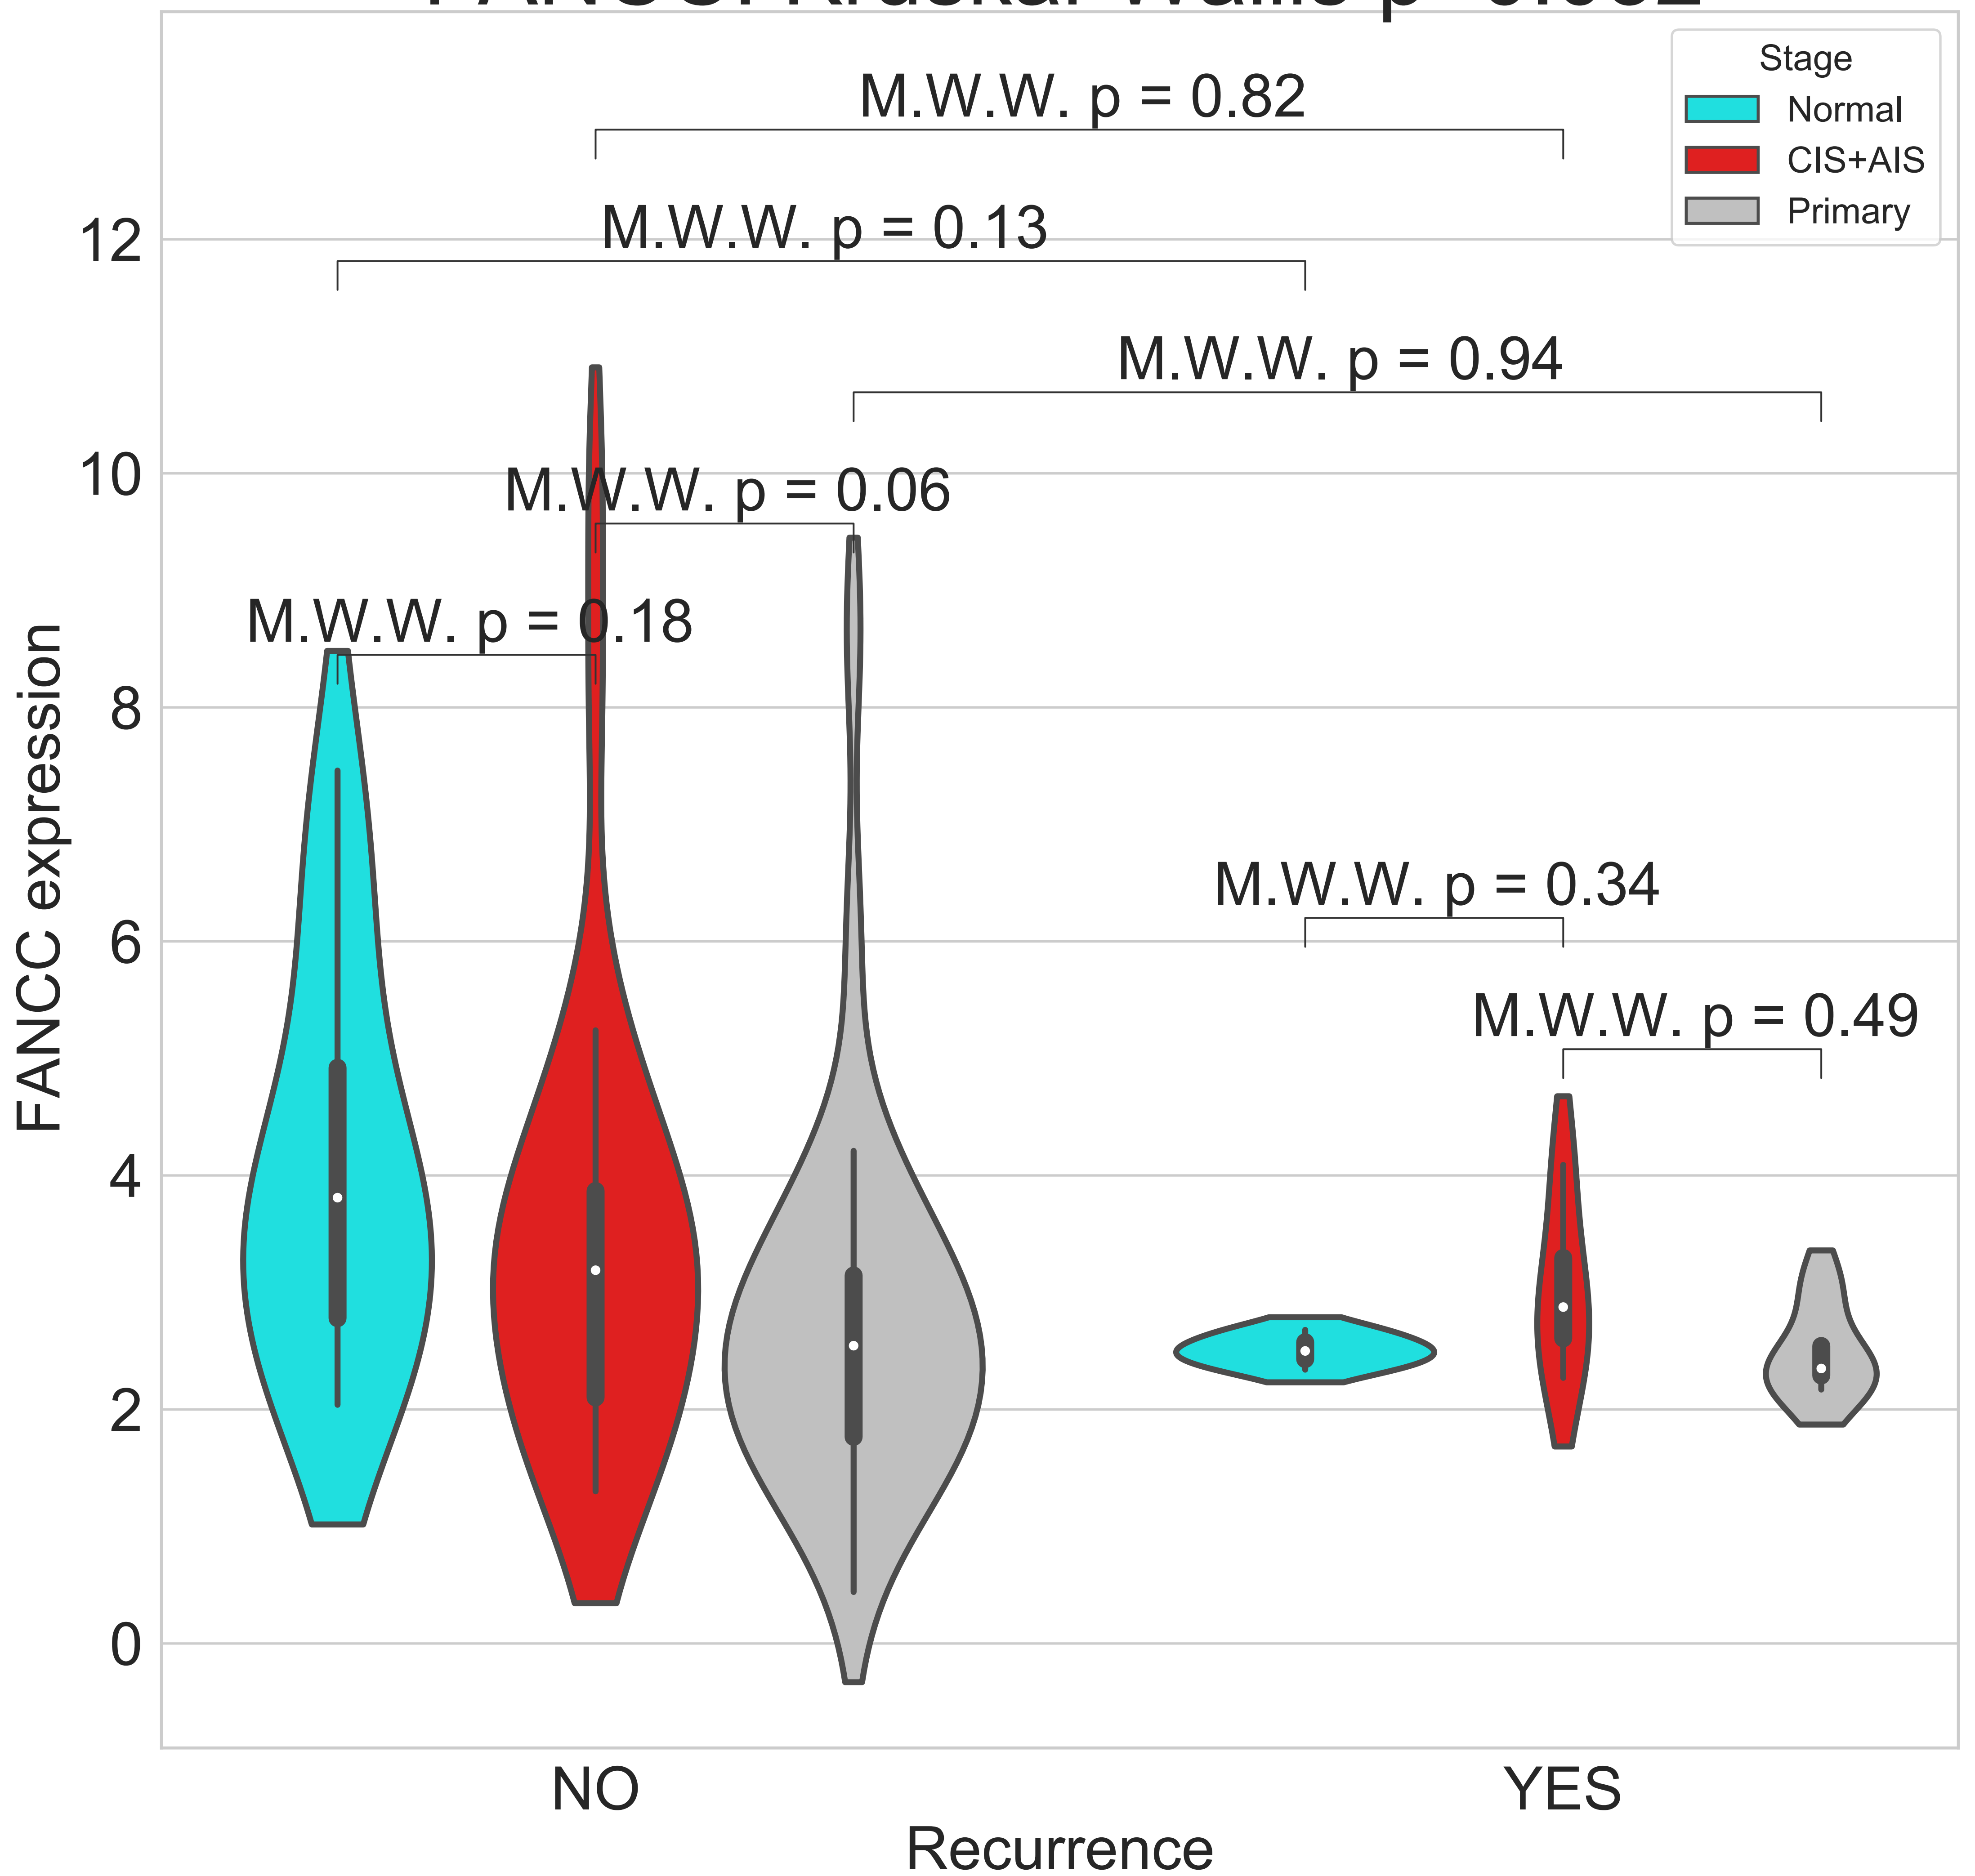 Stage
Normal
CIS+AIS
Primary
M.W.W. p = 0.82
M.W.W. p = 0.13
M.W.W. p = 0.94
M.W.W. p = 0.06
M.W.W. p = 0.18
M.W.W. p = 0.34
M.W.W. p = 0.49
FANCC expression
12
10
8
6
4
2
0
NO
YES
Recurrence